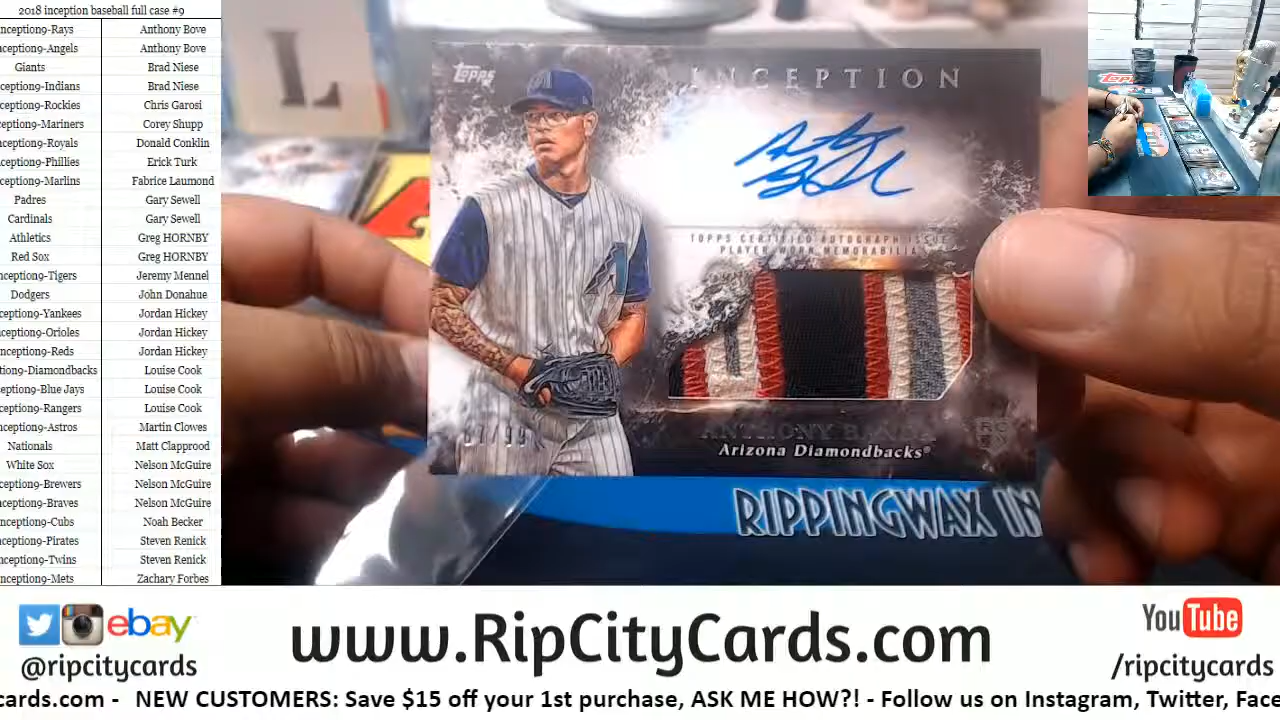 2018 inception baseball full case #9
nception9-Rays Anthony Bove
nception9-Angels Anthony Bove
Giants Brad Niese
nception9-Indians Brad Niese
nception9-Rockies Chris Garosi
nception9-Mariners Corey Shupp
nception9-Royals Donald Conklin
nception9-Phillies Erick Turk
nception9-Marlins Fabrice Laumond
Padres Gary Sewell
Cardinals Gary Sewell
Athletics Greg HORNBY
Red Sox Greg HORNBY
nception9-Tigers Jeremy Mennel
Dodgers John Donahue
nception9-Yankees Jordan Hickey
nception9-Orioles Jordan Hickey
nception9-Reds Jordan Hickey
tion9-Diamondbacks Louise Cook
eption9-Blue Jays Louise Cook
eption9-Rangers Louise Cook
nception9-Astros Martin Clowes
Nationals Matt Clapprood
White Sox Nelson McGuire
nception9-Brewers Nelson McGuire
nception9-Braves Nelson McGuire
nception9-Cubs Noah Becker
nception9-Pirates Steven Renick
nception9-Twins Steven Renick
nception9-Mets Zachary Forbes
L
Topps INCEPTION
TOPPS CERTIFIED AUTOGRAPH ISSUE
PLAYER WORN MEMORABILIA
ANTHONY
RC
Arizona Diamondbacks®
RIPPINGWAX IN
ebay
@ripcitycards
www.RipCityCards.com
YouTube
/ripcitycards
cards.com - NEW CUSTOMERS: Save $15 off your 1st purchase, ASK ME HOW?! - Follow us on Instagram, Twitter, Face